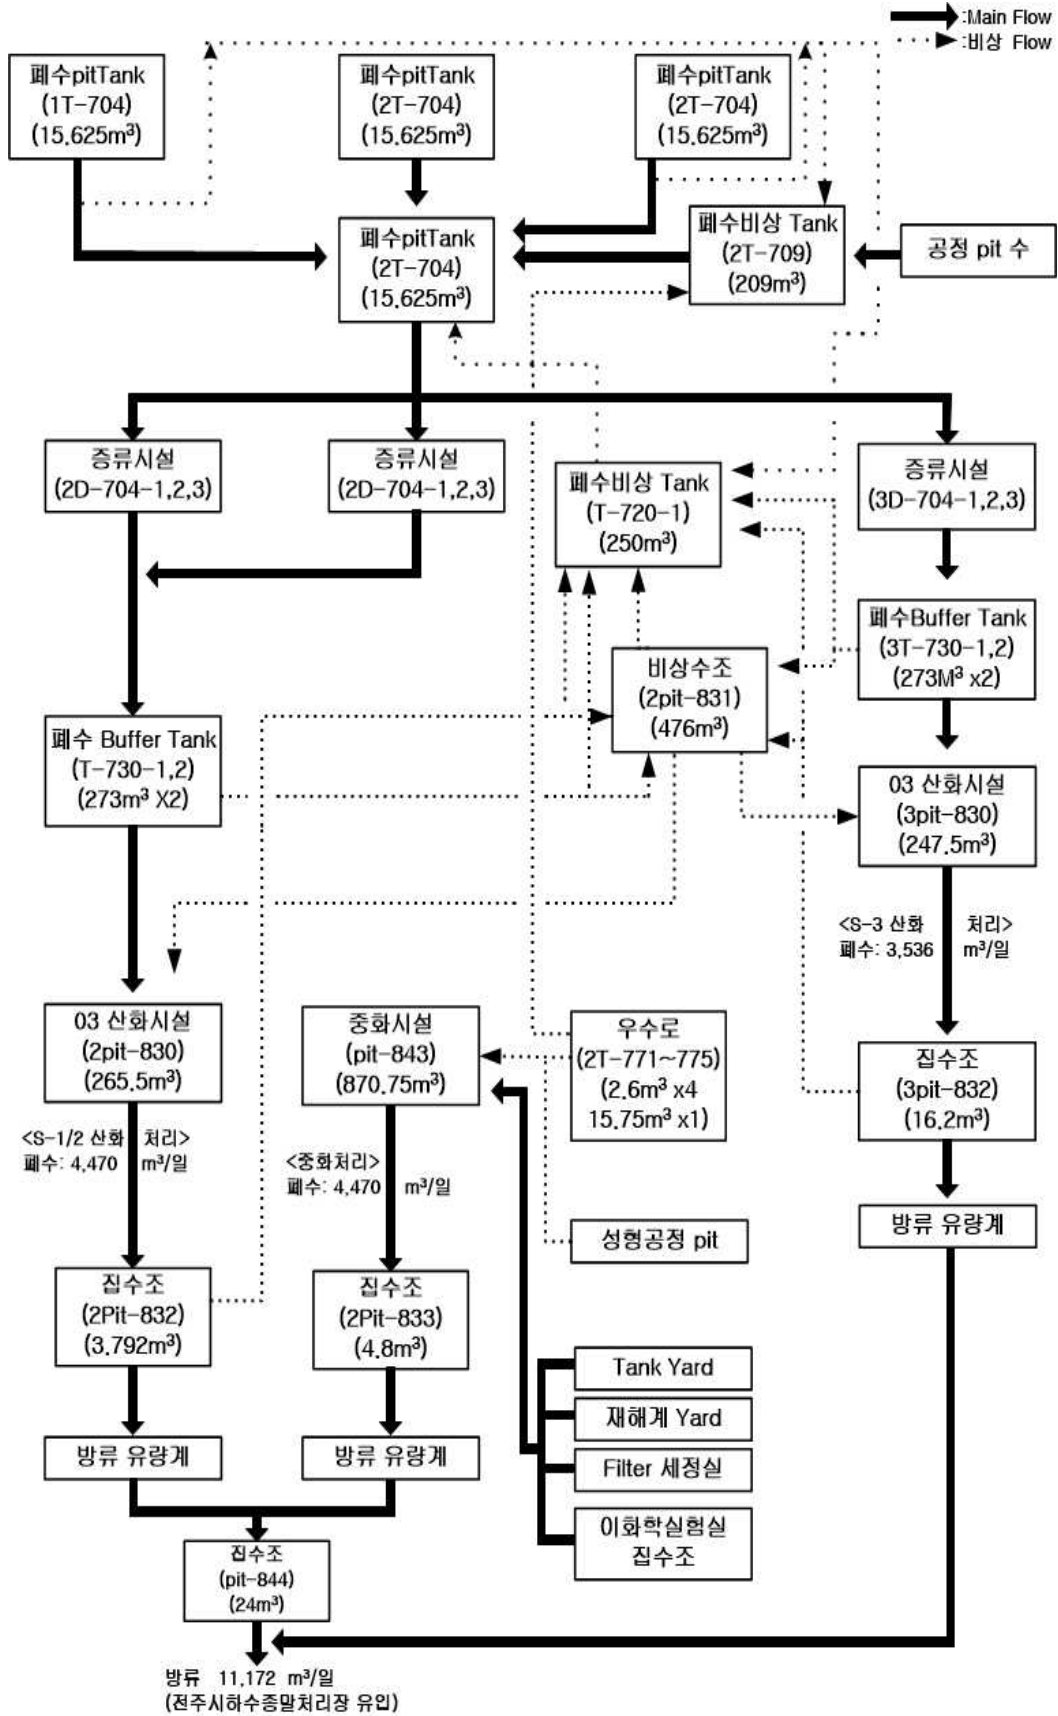 :Main Flow
:비상 Flow
폐수pitTank
(1T-704)
(15.625m³)
폐수pitTank
(2T-704)
(15.625m³)
폐수pitTank
(2T-704)
(15.625m³)
폐수pitTank
(2T-704)
(15.625m³)
폐수비상 Tank
(2T-709)
(209m³)
공정 pit 수
증류시설
(2D-704-1,2,3)
증류시설
(2D-704-1,2,3)
폐수비상 Tank
(T-720-1)
(250m³)
증류시설
(3D-704-1,2,3)
폐수Buffer Tank
(3T-730-1,2)
(273M³ x2)
비상수조
(2pit-831)
(476m³)
폐수 Buffer Tank
(T-730-1,2)
(273m³ X2)
03 산화시설
(3pit-830)
(247.5m³)
<S-3 산화 처리>
폐수: 3,536 m³/일
03 산화시설
(2pit-830)
(265.5m³)
중화시설
(pit-843)
(870.75m³)
우수로
(2T-771~775)
(2.6m³ x4
15.75m³ x1)
집수조
(3pit-832)
(16.2m³)
<S-1/2 산화 처리>
폐수: 4,470 m³/일
<중화처리>
폐수: 4,470 m³/일
방류 유량계
성형공정 pit
집수조
(2Pit-832)
(3.792m³)
집수조
(2Pit-833)
(4.8m³)
Tank Yard
재해계 Yard
Filter 세정실
이화학실험실
집수조
방류 유량계
방류 유량계
집수조
(pit-844)
(24m³)
방류 11,172 m³/일
(전주시하수종말처리장 유입)